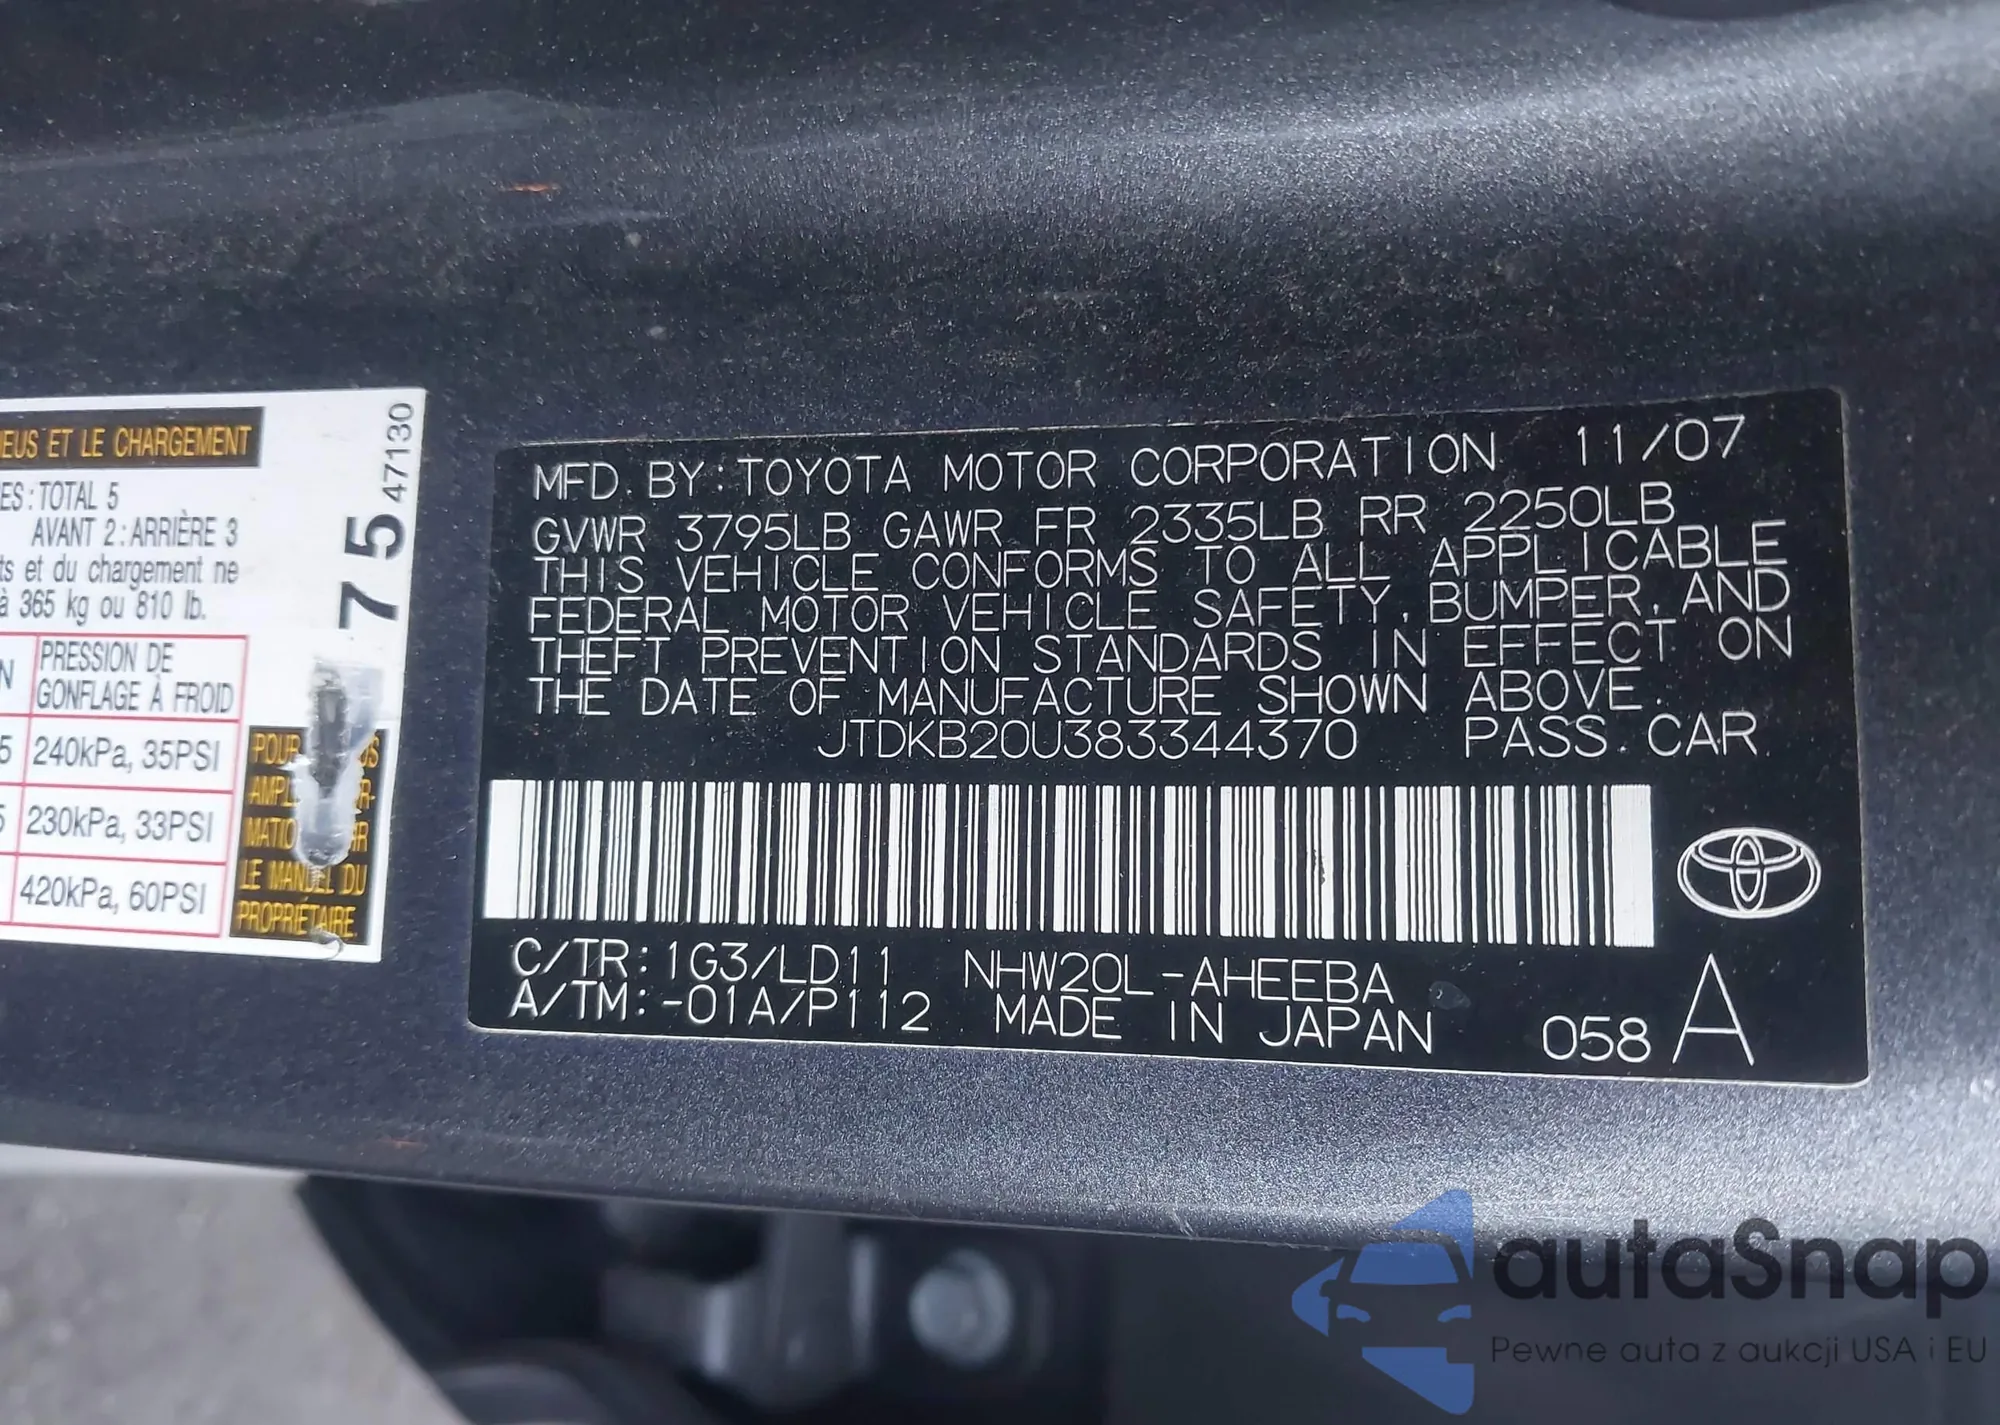 NEUS ET LE CHARGEMENT
ES:TOTAL 5
AVANT 2:ARRIÈRE 3
ts et du chargement ne
à 365 kg ou 810 lb.
N PRESSION DE
GONFLAGE À FROID
5 240kPa, 35PSI
5 230kPa, 33PSI
420kPa, 60PSI
POUR
LE MANUEL DU
PROPRIÉTAIRE.
75 47130
MFD. BY:TOYOTA MOTOR CORPORATION 11/07
GVWR 3795LB GAWR FR 2335LB RR 2250LB
THIS VEHICLE CONFORMS TO ALL APPLICABLE
FEDERAL MOTOR VEHICLE SAFETY, BUMPER, AND
THEFT PREVENTION STANDARDS IN EFFECT ON
THE DATE OF MANUFACTURE SHOWN ABOVE.
JTDKB20U383344370 PASS. CAR
C/TR:1G3/LD11 NHW20L-AHEEBA
A/TM:-01A/P112 MADE IN JAPAN 058 A
autaSnap
Pewne auta z aukcji USA i EU